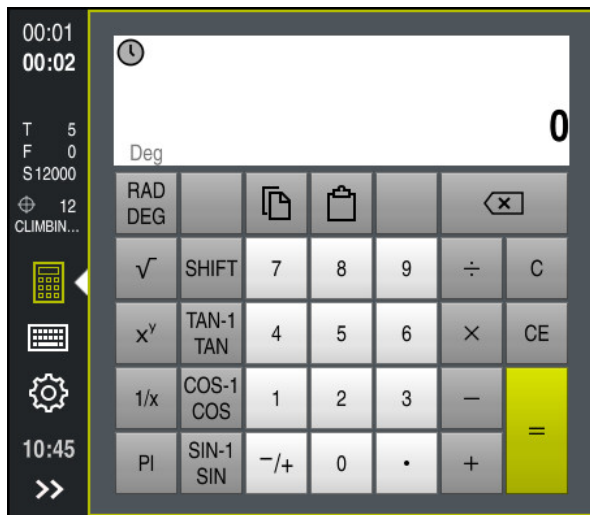 00:01
00:02
T 5
F 0
S 12000
12
CLIMBIN...
10:45
>>
0
Deg
RAD
DEG
√ SHIFT 7 8 9 ÷ C
xʸ TAN-1
TAN 4 5 6 × CE
1/x COS-1
COS 1 2 3 −
PI SIN-1
SIN −/+ 0 . + =